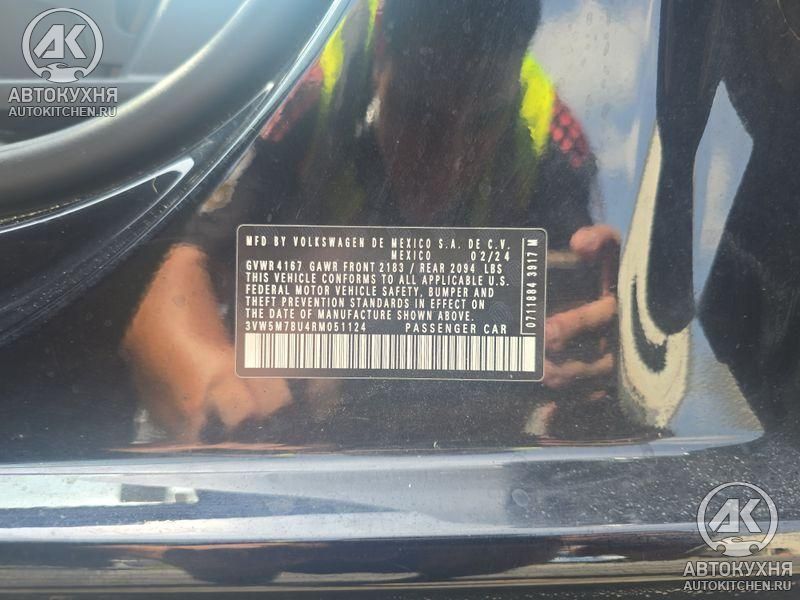 АК
АВТОКУХНЯ
AUTOKITCHEN.RU
MFD BY VOLKSWAGEN DE MEXICO S.A. DE C.V.
MEXICO 02/24
GVWR 4167 GAWR FRONT 2183 / REAR 2094 LBS
THIS VEHICLE CONFORMS TO ALL APPLICABLE U.S.
FEDERAL MOTOR VEHICLE SAFETY, BUMPER AND
THEFT PREVENTION STANDARDS IN EFFECT ON
THE DATE OF MANUFACTURE SHOWN ABOVE.
3VW5M7BU4RM051124 PASSENGER CAR
0711884 3917 M
АК
АВТОКУХНЯ
AUTOKITCHEN.RU